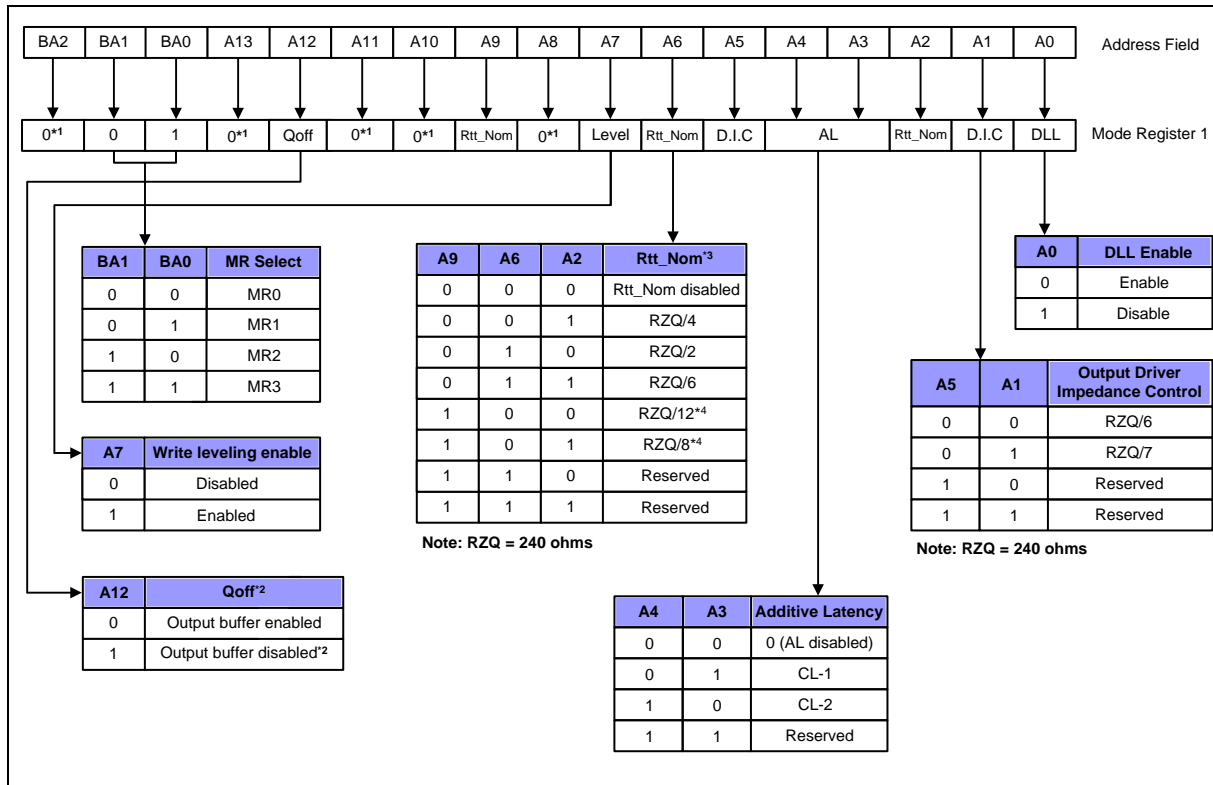 BA2 BA1 BA0 A13 A12 A11 A10 A9 A8 A7 A6 A5 A4 A3 A2 A1 A0 Address Field
0*1 0 1 0*1 Qoff 0*1 0*1 Rtt_Nom 0*1 Level Rtt_Nom D.I.C AL Rtt_Nom D.I.C DLL Mode Register 1
BA1 BA0 MR Select
0 0 MR0
0 1 MR1
1 0 MR2
1 1 MR3
A7 Write leveling enable
0 Disabled
1 Enabled
A12 Qoff*2
0 Output buffer enabled
1 Output buffer disabled*2
A9 A6 A2 Rtt_Nom*3
0 0 0 Rtt_Nom disabled
0 0 1 RZQ/4
0 1 0 RZQ/2
0 1 1 RZQ/6
1 0 0 RZQ/12*4
1 0 1 RZQ/8*4
1 1 0 Reserved
1 1 1 Reserved
Note: RZQ = 240 ohms
A4 A3 Additive Latency
0 0 0 (AL disabled)
0 1 CL-1
1 0 CL-2
1 1 Reserved
A0 DLL Enable
0 Enable
1 Disable
A5 A1 Output Driver
Impedance Control
0 0 RZQ/6
0 1 RZQ/7
1 0 Reserved
1 1 Reserved
Note: RZQ = 240 ohms